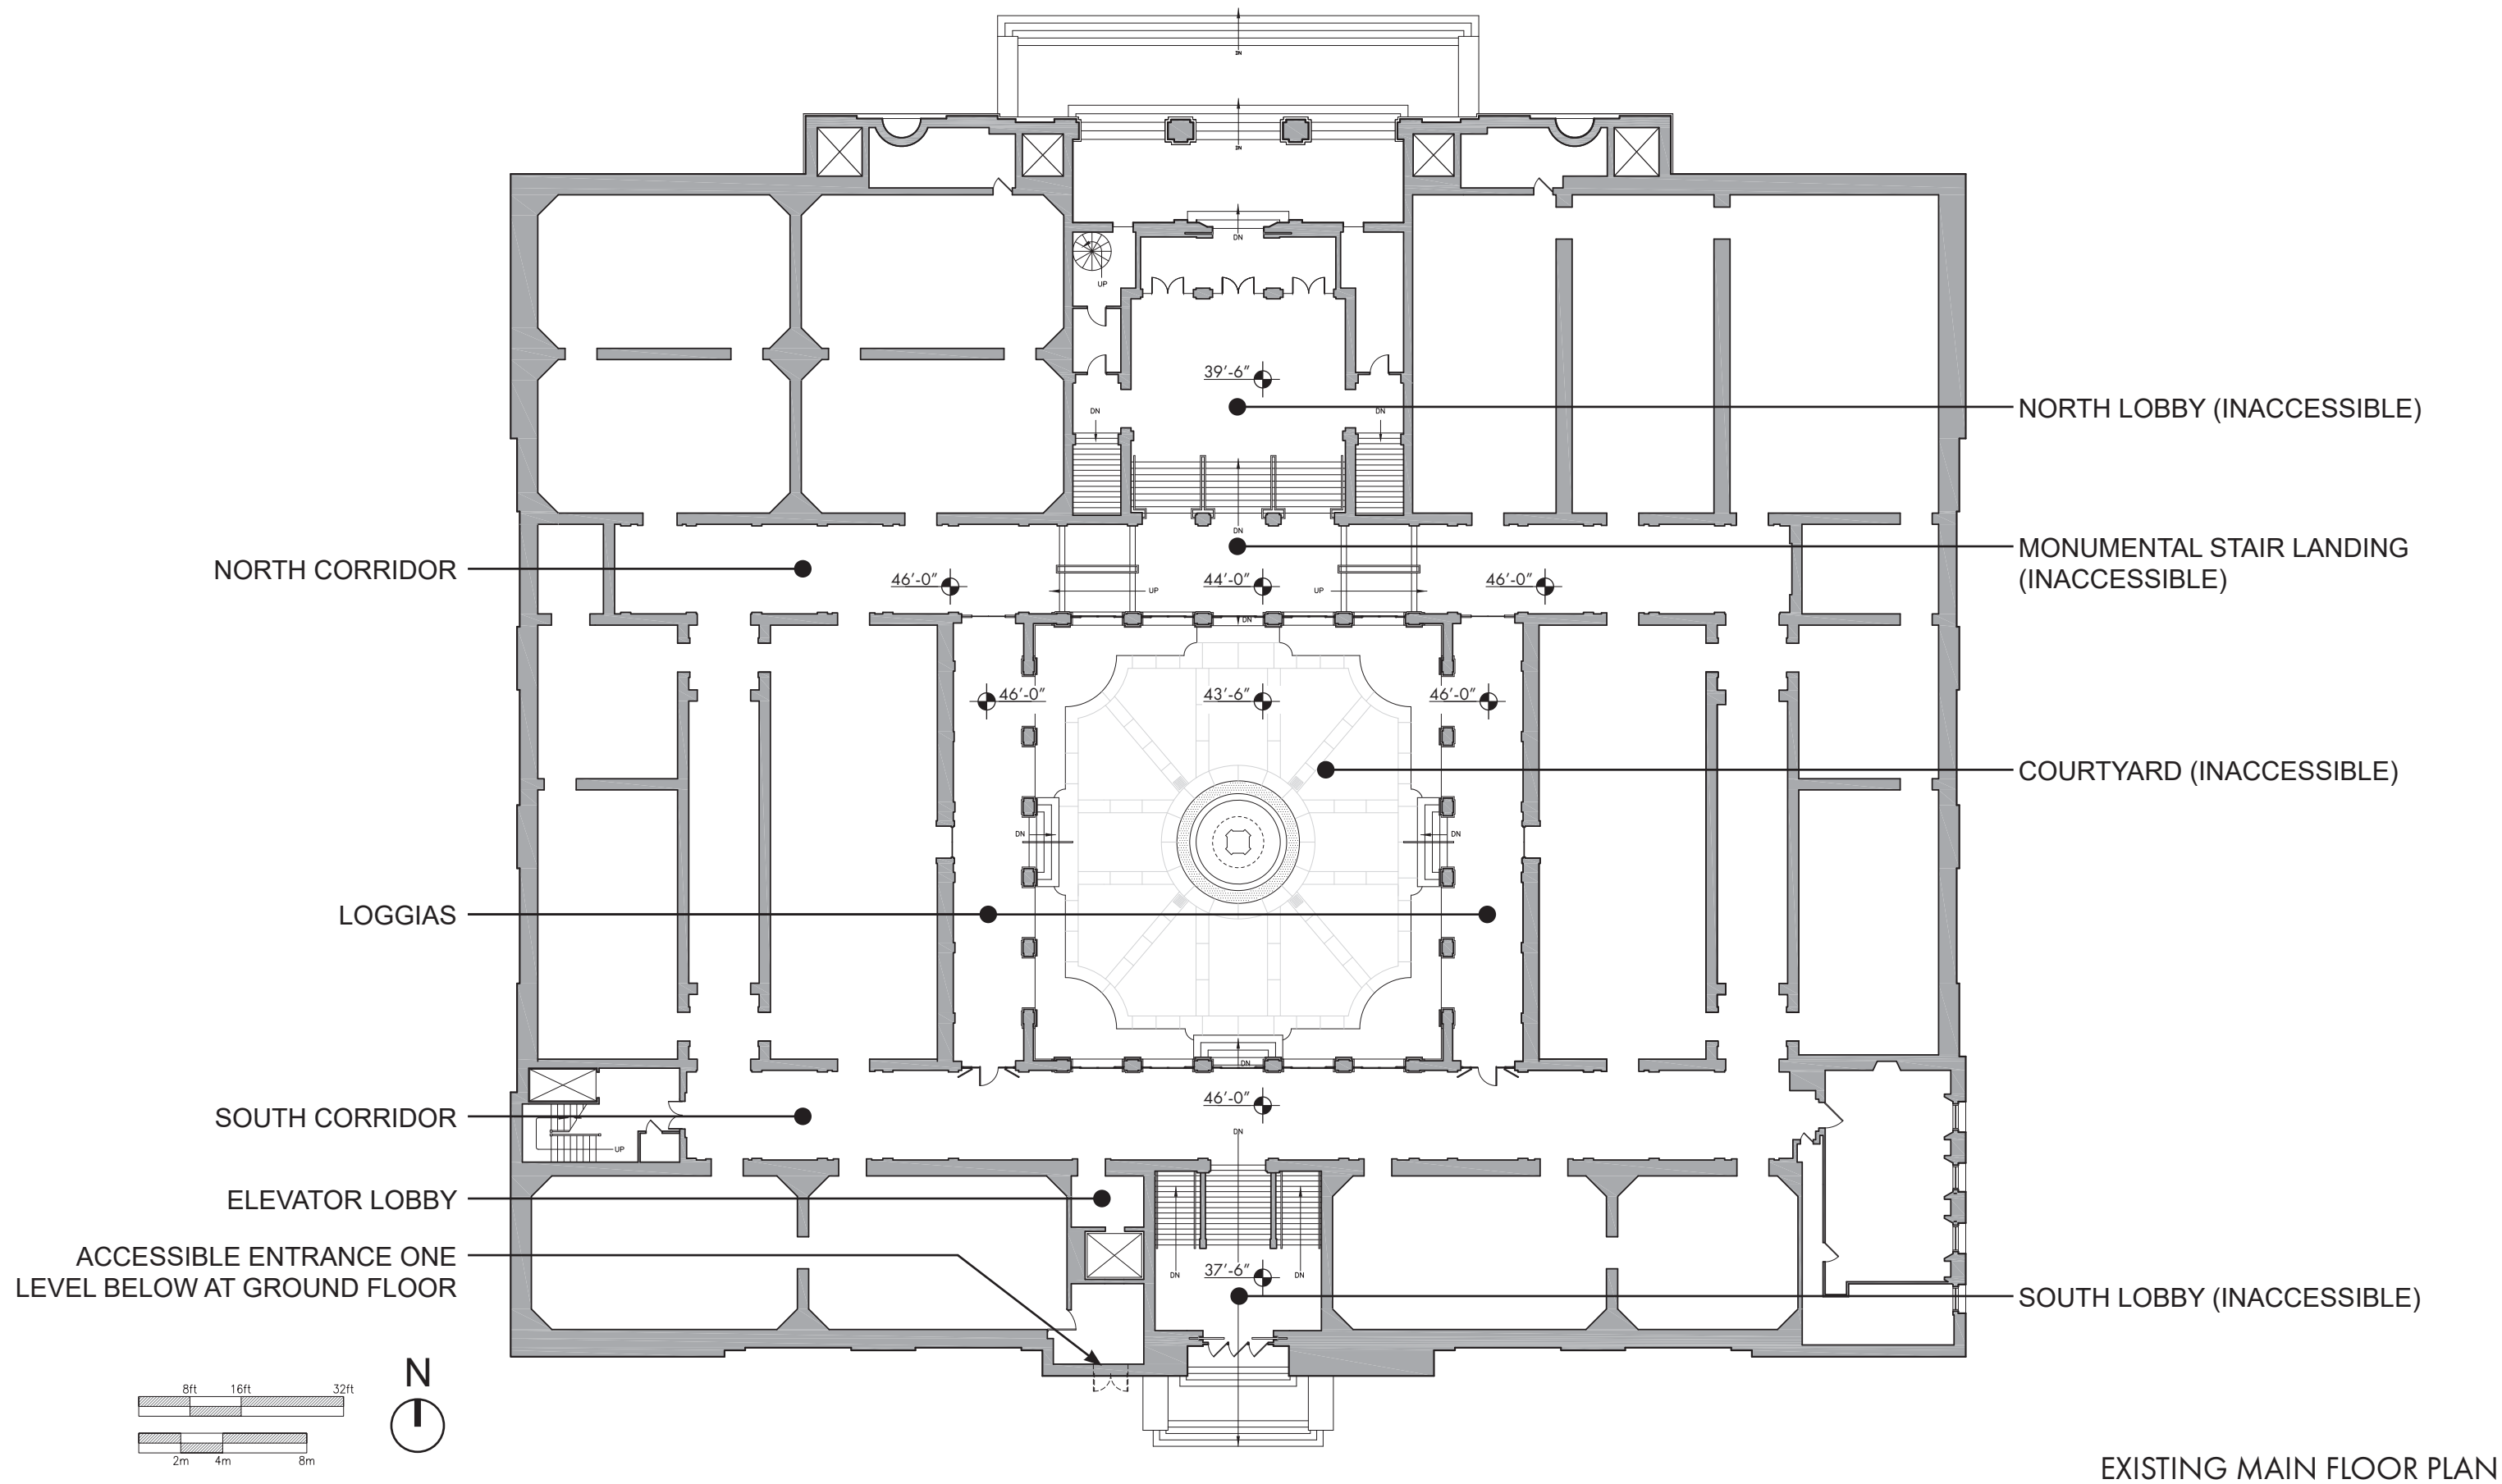 DN
DN
DN
DN
UP
39'-6"
NORTH LOBBY (INACCESSIBLE)
DN
DN
DN
MONUMENTAL STAIR LANDING
(INACCESSIBLE)
NORTH CORRIDOR
46'-0"
44'-0"
46'-0"
UP
UP
DN
46'-0"
43'-6"
46'-0"
COURTYARD (INACCESSIBLE)
DN
DN
LOGGIAS
DN
46'-0"
SOUTH CORRIDOR
DN
UP
ELEVATOR LOBBY
ACCESSIBLE ENTRANCE ONE
LEVEL BELOW AT GROUND FLOOR
DN
37'-6"
DN
SOUTH LOBBY (INACCESSIBLE)
N
8ft 16ft 32ft
2m 4m 8m
EXISTING MAIN FLOOR PLAN